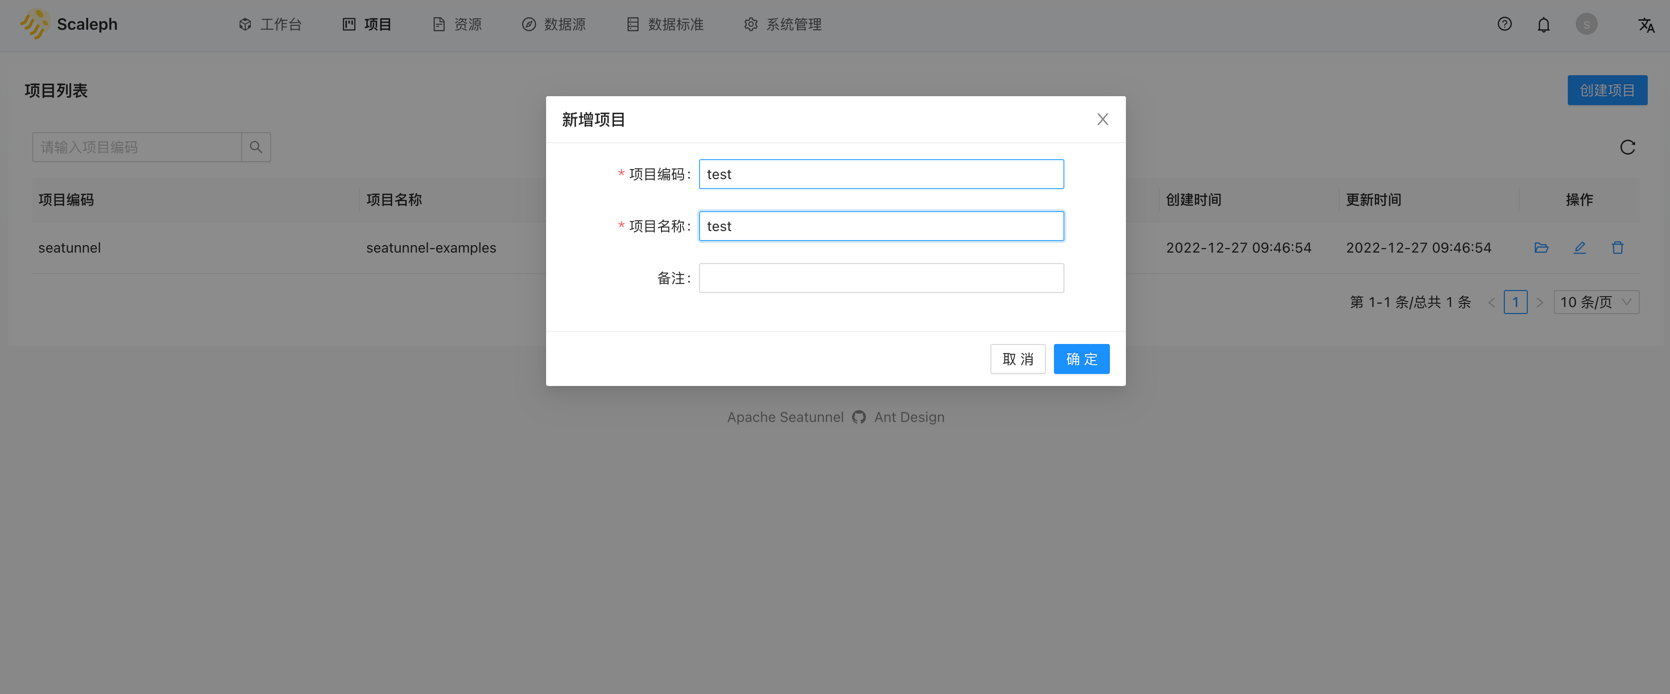 Scaleph 工作台 项目 资源 数据源 数据标准 系统管理 S
项目列表 创建项目
请输入项目编码
项目编码 项目名称 创建时间 更新时间 操作
seatunnel seatunnel-examples 2022-12-27 09:46:54 2022-12-27 09:46:54
第 1-1 条/总共 1 条 1 10 条/页
新增项目
* 项目编码: test
* 项目名称: test
备注:
取 消 确 定
Apache Seatunnel Ant Design